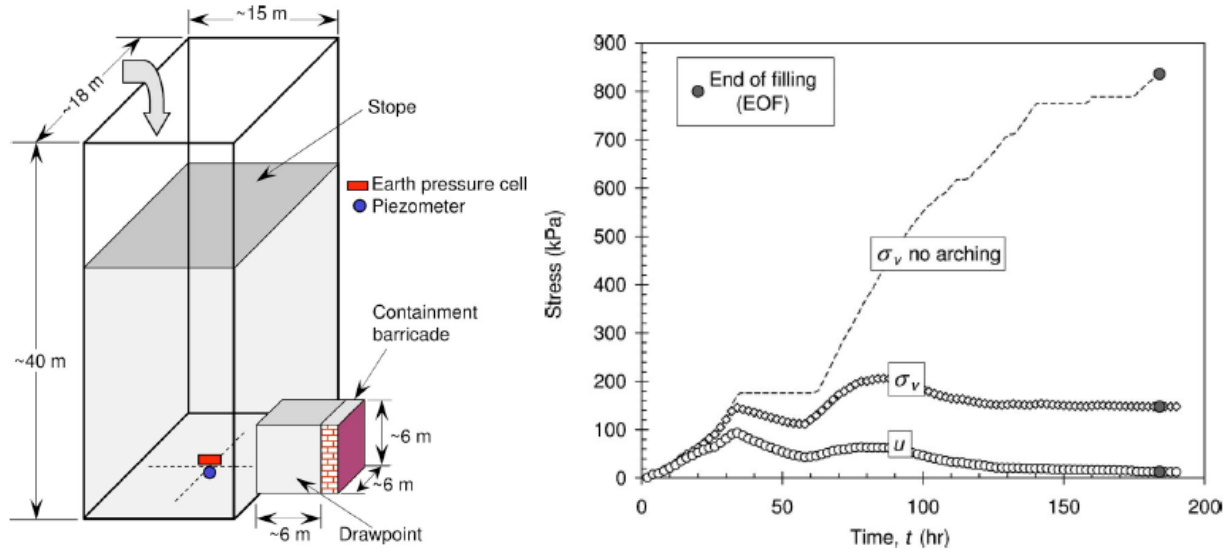 ~15 m
~18 m
Stope
Earth pressure cell
Piezometer
Containment
barricade
~40 m
~6 m
~6 m
~6 m
Drawpoint
900
800
700
600
500
400
300
200
100
0
Stress (kPa)
End of filling
(EOF)
σv no arching
σv
u
0
50
100
150
200
Time, t (hr)